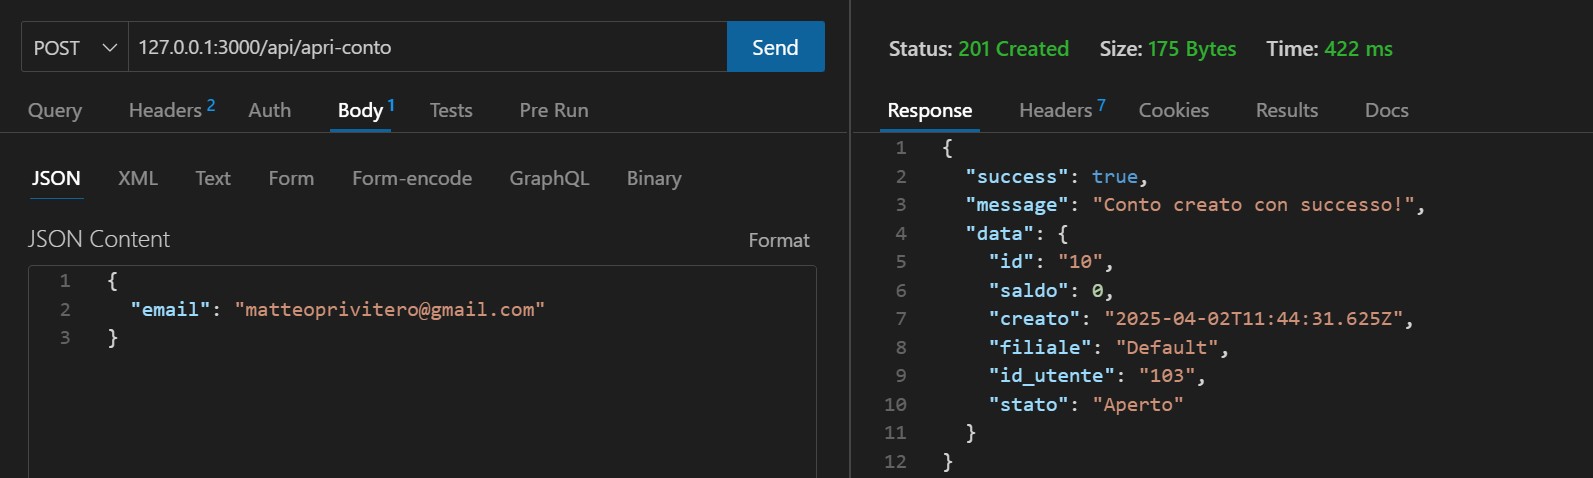 POST 127.0.0.1:3000/api/apri-conto Send
Query Headers 2 Auth Body 1 Tests Pre Run
JSON XML Text Form Form-encode GraphQL Binary
JSON Content Format
1 {
2 "email": "matteoprivitero@gmail.com"
3 }
Status: 201 Created Size: 175 Bytes Time: 422 ms
Response Headers 7 Cookies Results Docs
1 {
2 "success": true,
3 "message": "Conto creato con successo!",
4 "data": {
5 "id": "10",
6 "saldo": 0,
7 "creato": "2025-04-02T11:44:31.625Z",
8 "filiale": "Default",
9 "id_utente": "103",
10 "stato": "Aperto"
11 }
12 }